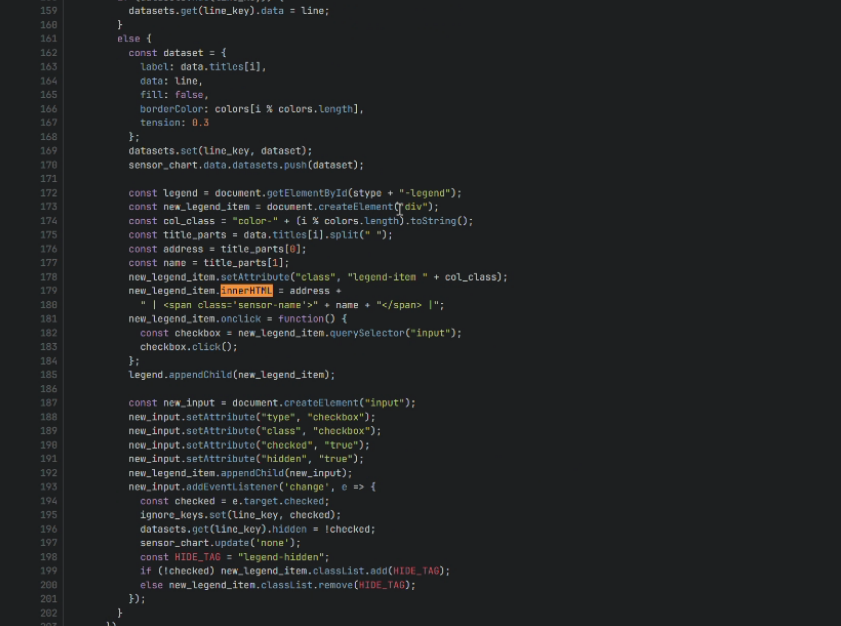 159 datasets.get(line_key).data = line;
160 }
161 else {
162 const dataset = {
163 label: data.titles[i],
164 data: line,
165 fill: false,
166 borderColor: colors[i % colors.length],
167 tension: 0.3
168 };
169 datasets.set(line_key, dataset);
170 sensor_chart.data.datasets.push(dataset);
171
172 const legend = document.getElementById(stype + "-legend");
173 const new_legend_item = document.createElement("div");
174 const col_class = "color-" + (i % colors.length).toString();
175 const title_parts = data.titles[i].split(" ");
176 const address = title_parts[0];
177 const name = title_parts[1];
178 new_legend_item.setAttribute("class", "legend-item " + col_class);
179 new_legend_item.innerHTML = address +
180 " | <span class='sensor-name'>" + name + "</span> |";
181 new_legend_item.onclick = function() {
182 const checkbox = new_legend_item.querySelector("input");
183 checkbox.click();
184 };
185 legend.appendChild(new_legend_item);
186
187 const new_input = document.createElement("input");
188 new_input.setAttribute("type", "checkbox");
189 new_input.setAttribute("class", "checkbox");
190 new_input.setAttribute("checked", "true");
191 new_input.setAttribute("hidden", "true");
192 new_legend_item.appendChild(new_input);
193 new_input.addEventListener('change', e => {
194 const checked = e.target.checked;
195 ignore_keys.set(line_key, checked);
196 datasets.get(line_key).hidden = !checked;
197 sensor_chart.update('none');
198 const HIDE_TAG = "legend-hidden";
199 if (!checked) new_legend_item.classList.add(HIDE_TAG);
200 else new_legend_item.classList.remove(HIDE_TAG);
201 });
202 }